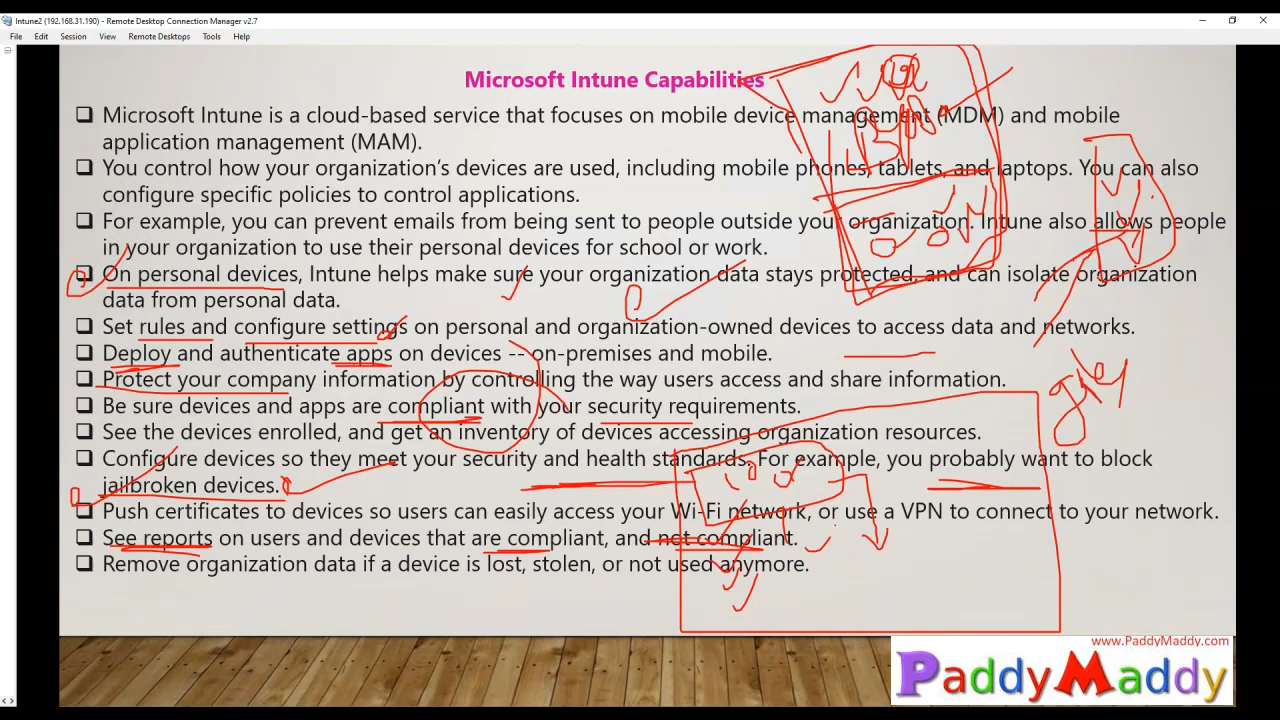 Intune2 (192.168.31.190) - Remote Desktop Connection Manager v2.7
File Edit Session View Remote Desktops Tools Help
Microsoft Intune Capabilities
❑ Microsoft Intune is a cloud-based service that focuses on mobile device management (MDM) and mobile
application management (MAM).
❑ You control how your organization's devices are used, including mobile phones, tablets, and laptops. You can also
configure specific policies to control applications.
❑ For example, you can prevent emails from being sent to people outside your organization. Intune also allows people
in your organization to use their personal devices for school or work.
❑ On personal devices, Intune helps make sure your organization data stays protected, and can isolate organization
data from personal data.
❑ Set rules and configure settings on personal and organization-owned devices to access data and networks.
❑ Deploy and authenticate apps on devices -- on-premises and mobile.
❑ Protect your company information by controlling the way users access and share information.
❑ Be sure devices and apps are compliant with your security requirements.
❑ See the devices enrolled, and get an inventory of devices accessing organization resources.
❑ Configure devices so they meet your security and health standards. For example, you probably want to block
jailbroken devices.
❑ Push certificates to devices so users can easily access your Wi-Fi network, or use a VPN to connect to your network.
❑ See reports on users and devices that are compliant, and not compliant.
❑ Remove organization data if a device is lost, stolen, or not used anymore.
www.PaddyMaddy.com
PaddyMaddy